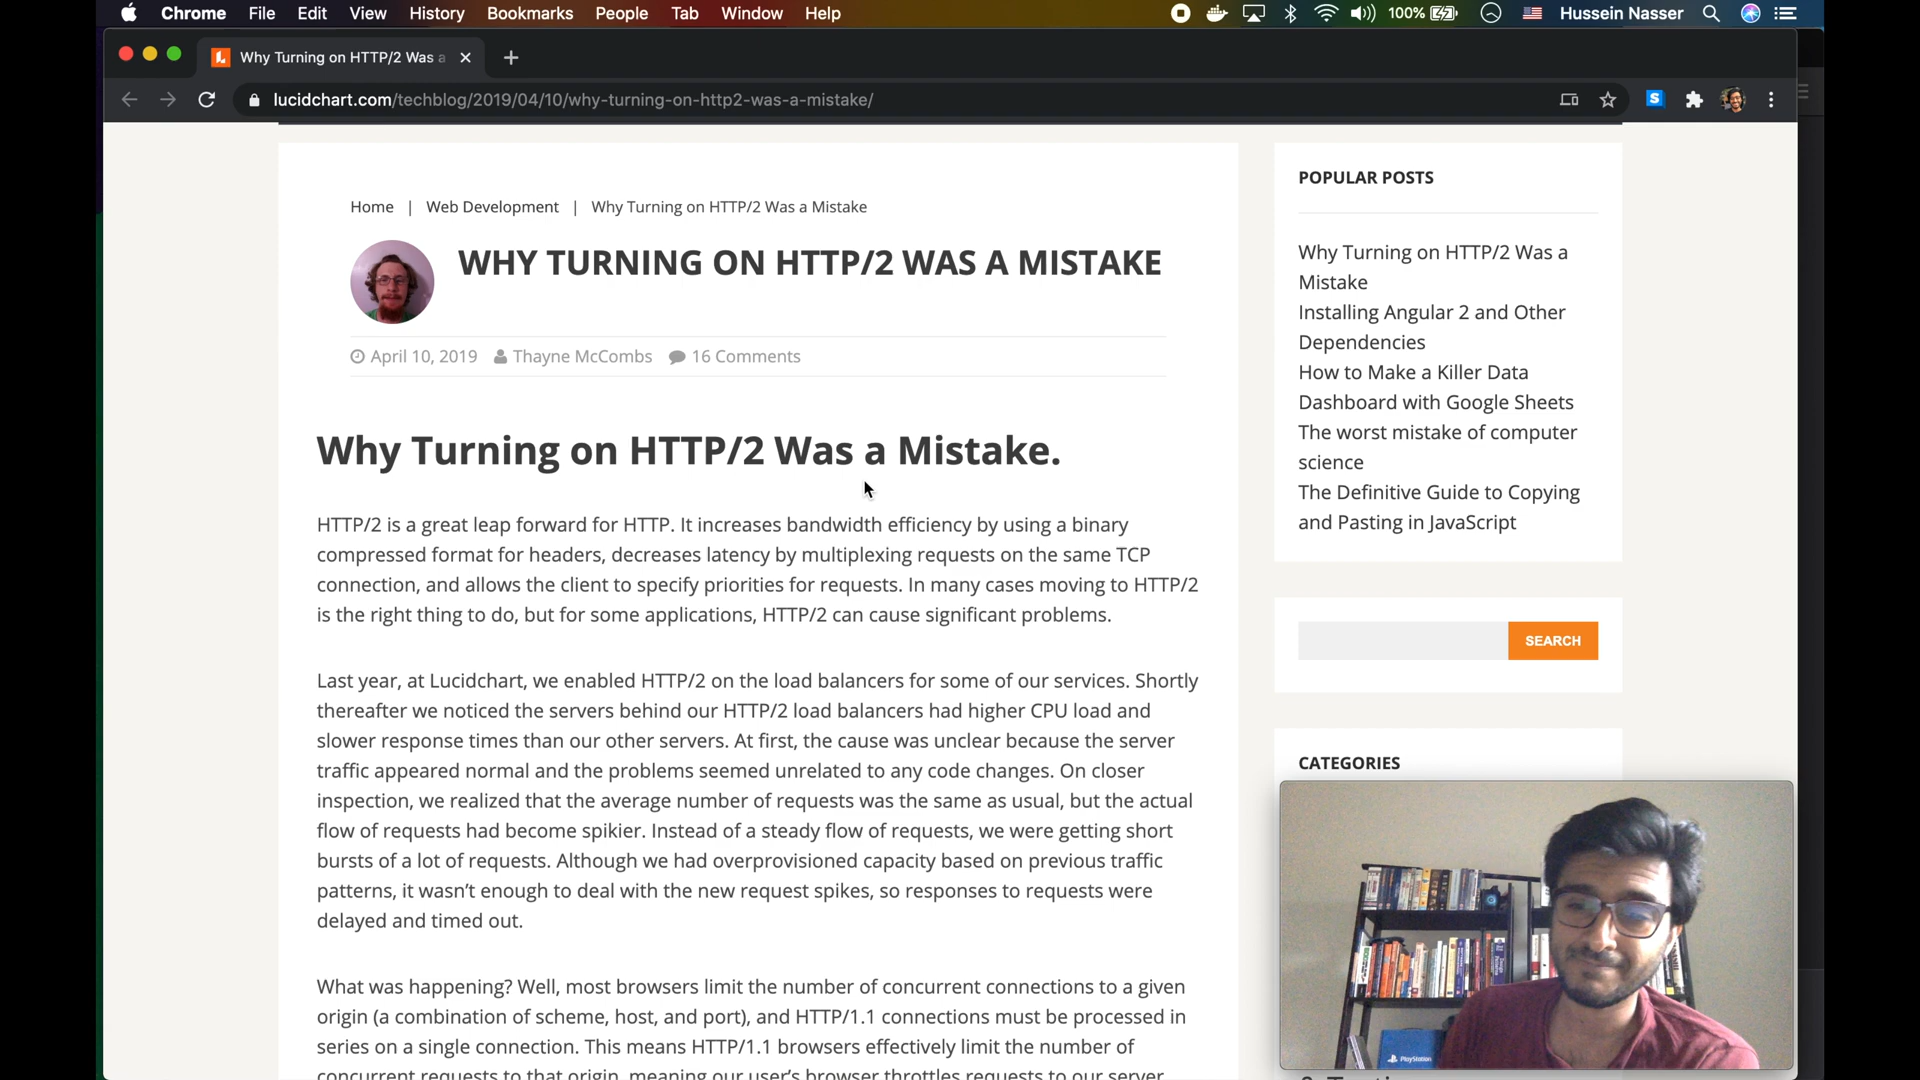 Chrome File Edit View History Bookmarks People Tab Window Help 100% Hussein Nasser
Why Turning on HTTP/2 Was a
lucidchart.com/techblog/2019/04/10/why-turning-on-http2-was-a-mistake/
Home | Web Development | Why Turning on HTTP/2 Was a Mistake
WHY TURNING ON HTTP/2 WAS A MISTAKE
April 10, 2019 Thayne McCombs 16 Comments
Why Turning on HTTP/2 Was a Mistake.
HTTP/2 is a great leap forward for HTTP. It increases bandwidth efficiency by using a binary
compressed format for headers, decreases latency by multiplexing requests on the same TCP
connection, and allows the client to specify priorities for requests. In many cases moving to HTTP/2
is the right thing to do, but for some applications, HTTP/2 can cause significant problems.
Last year, at Lucidchart, we enabled HTTP/2 on the load balancers for some of our services. Shortly
thereafter we noticed the servers behind our HTTP/2 load balancers had higher CPU load and
slower response times than our other servers. At first, the cause was unclear because the server
traffic appeared normal and the problems seemed unrelated to any code changes. On closer
inspection, we realized that the average number of requests was the same as usual, but the actual
flow of requests had become spikier. Instead of a steady flow of requests, we were getting short
bursts of a lot of requests. Although we had overprovisioned capacity based on previous traffic
patterns, it wasn't enough to deal with the new request spikes, so responses to requests were
delayed and timed out.
What was happening? Well, most browsers limit the number of concurrent connections to a given
origin (a combination of scheme, host, and port), and HTTP/1.1 connections must be processed in
series on a single connection. This means HTTP/1.1 browsers effectively limit the number of
concurrent requests to that origin, meaning our user's browser throttles requests to our server
POPULAR POSTS
Why Turning on HTTP/2 Was a
Mistake
Installing Angular 2 and Other
Dependencies
How to Make a Killer Data
Dashboard with Google Sheets
The worst mistake of computer
science
The Definitive Guide to Copying
and Pasting in JavaScript
SEARCH
CATEGORIES
PlayStation